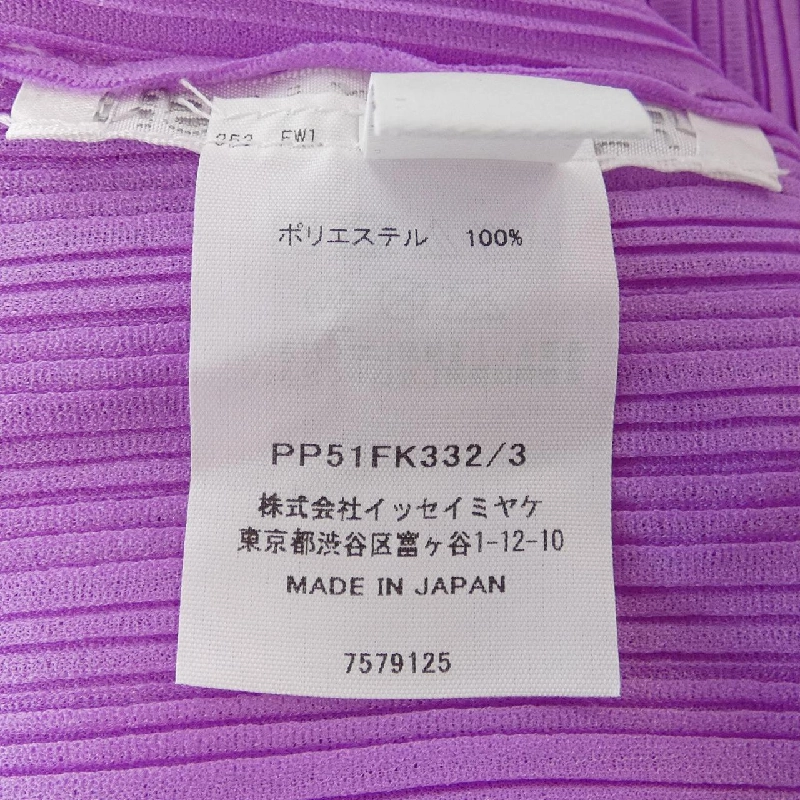 FW1
ポリエステル 100%
PP51FK332/3
株式会社イッセイミヤケ
東京都渋谷区富ヶ谷1-12-10
MADE IN JAPAN
7579125